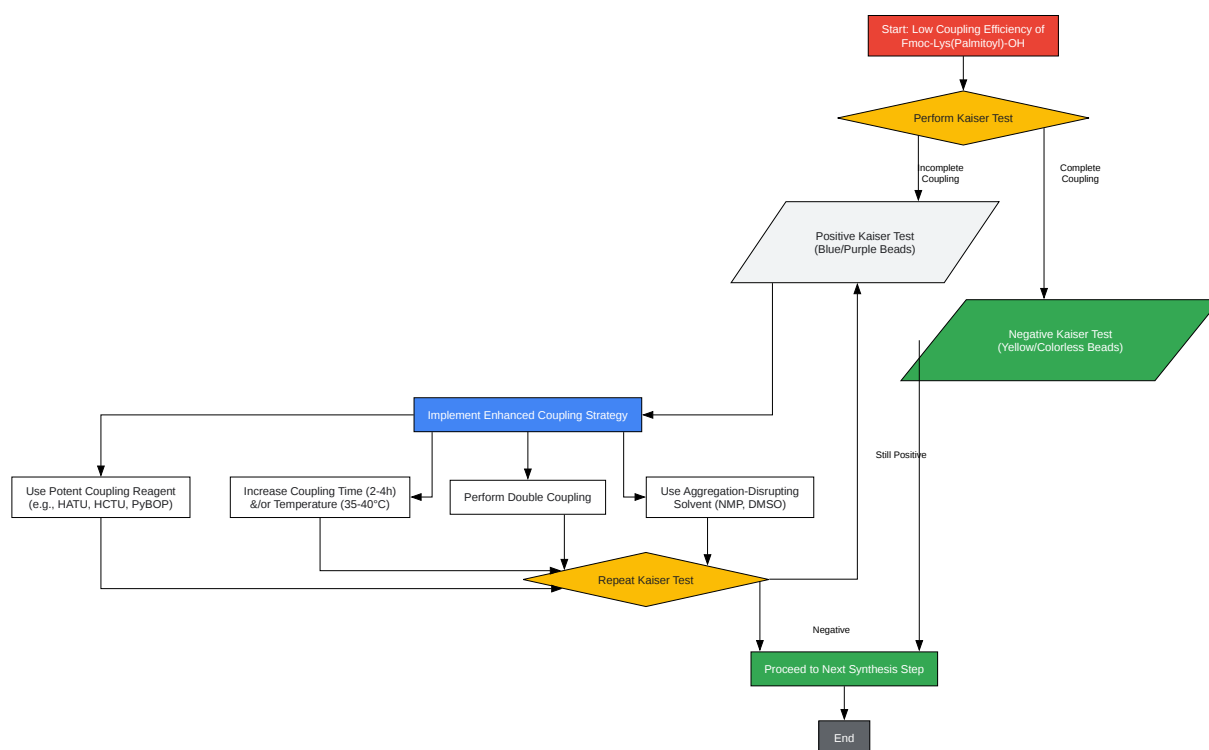 Start: Low Coupling Efficiency of
Fmoc-Lys(Palmitoyl)-OH
Perform Kaiser Test
Incomplete
Coupling
Complete
Coupling
Positive Kaiser Test
(Blue/Purple Beads)
Negative Kaiser Test
(Yellow/Colorless Beads)
Implement Enhanced Coupling Strategy
Still Positive
Use Potent Coupling Reagent
(e.g., HATU, HCTU, PyBOP)
Increase Coupling Time (2-4h)
&/or Temperature (35-40°C)
Perform Double Coupling
Use Aggregation-Disrupting
Solvent (NMP, DMSO)
Repeat Kaiser Test
Negative
Proceed to Next Synthesis Step
End